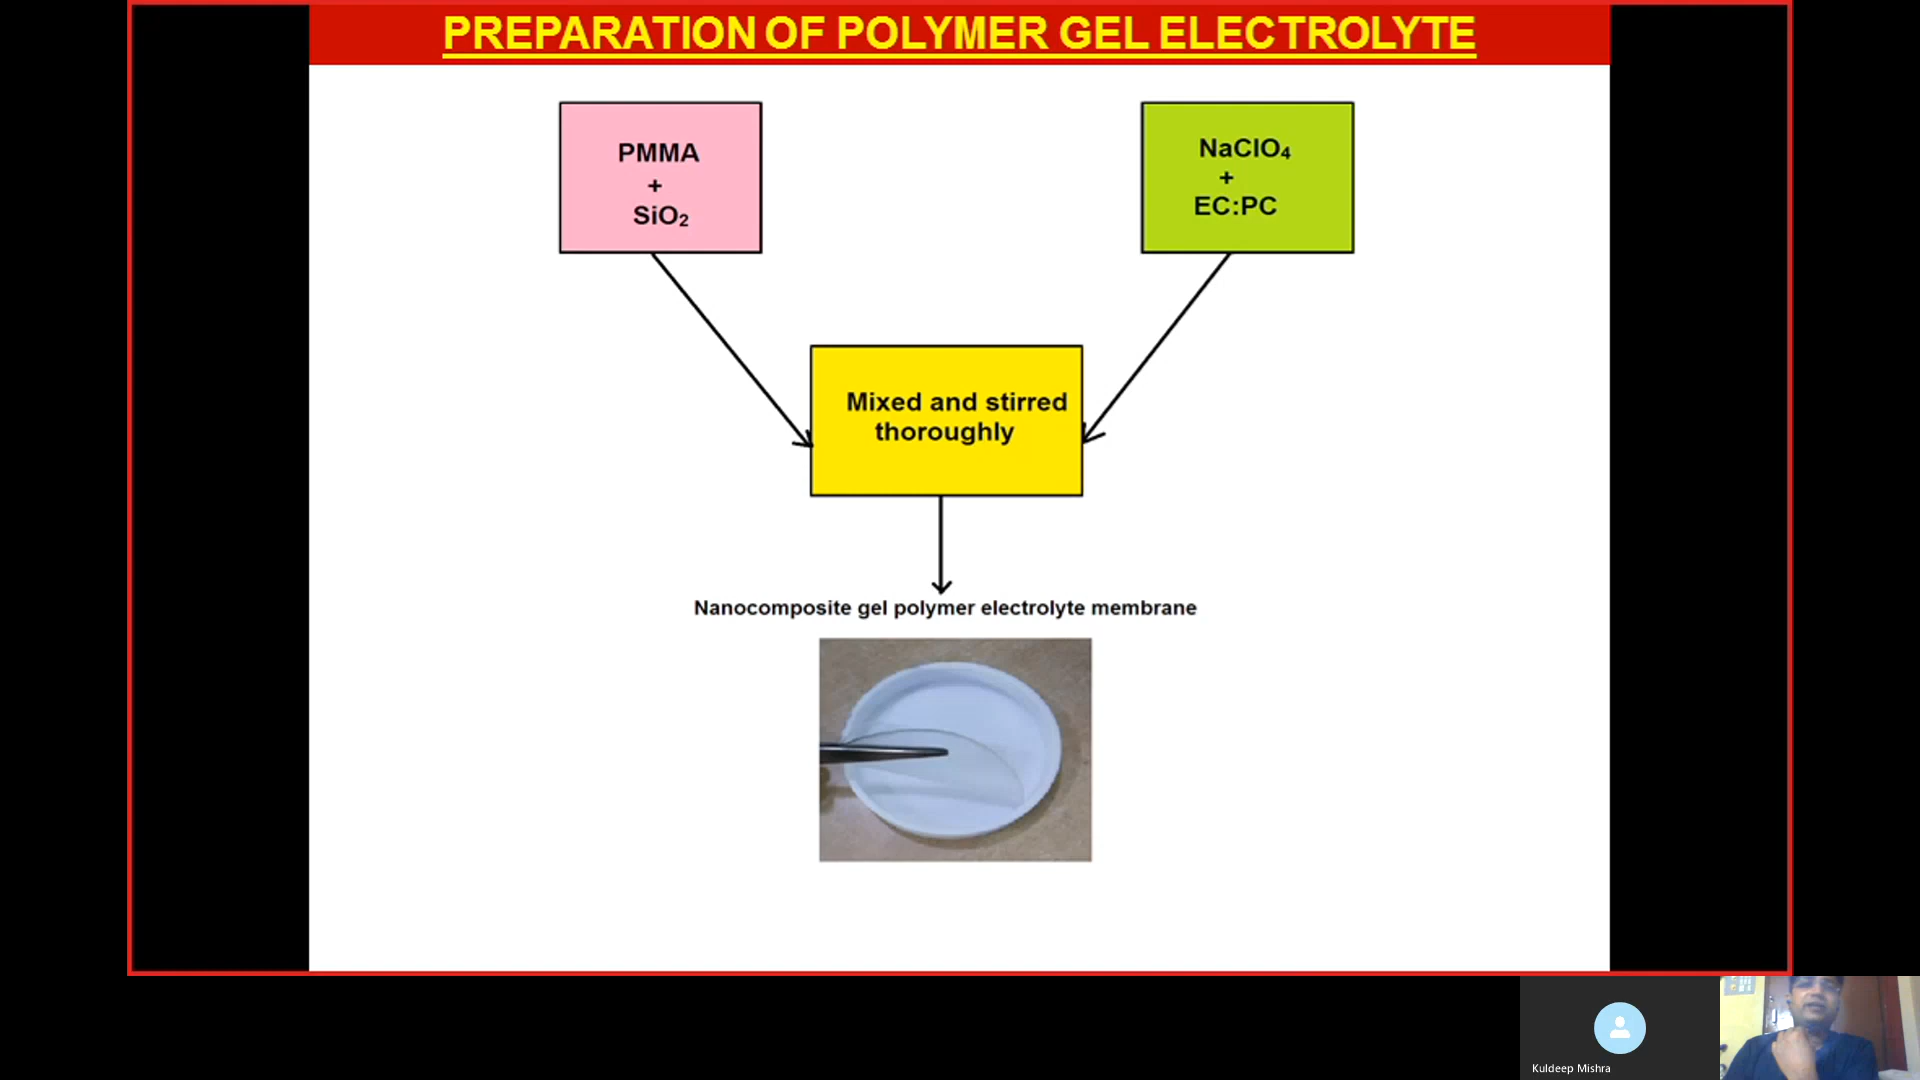 PREPARATION OF POLYMER GEL ELECTROLYTE
PMMA
+
SiO₂
NaClO₄
+
EC:PC
Mixed and stirred
thoroughly
Nanocomposite gel polymer electrolyte membrane
Kuldeep Mishra